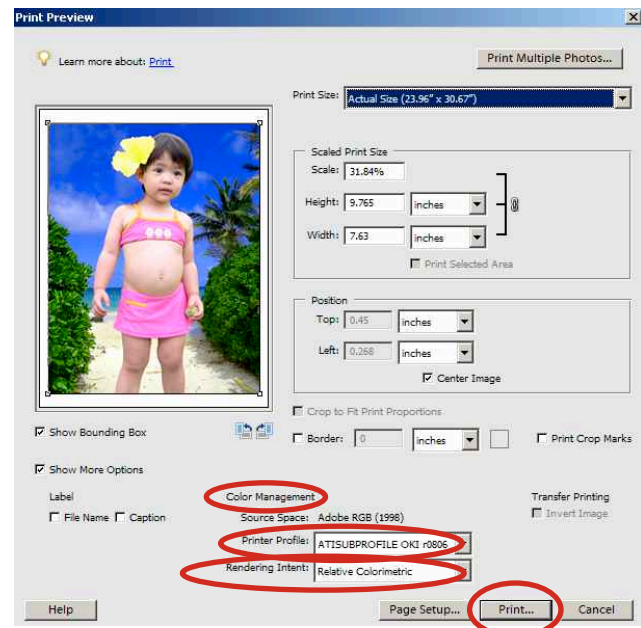 Print Preview
Learn more about: Print
Print Multiple Photos...
Print Size: Actual Size (23.96" x 30.67")
Scaled Print Size
Scale: 31.84%
Height: 9.765 inches
Width: 7.63 inches
Print Selected Area
Position
Top: 0.45 inches
Left: 0.268 inches
Center Image
Crop to Fit Print Proportions
Show Bounding Box
Border: 0 inches
Print Crop Marks
Show More Options
Label
Color Management
Transfer Printing
File Name Caption
Source Space: Adobe RGB (1998)
Invert Image
Printer Profile: ATISUBPROFILE OKI r0806
Rendering Intent: Relative Colorimetric
Help
Page Setup...
Print...
Cancel